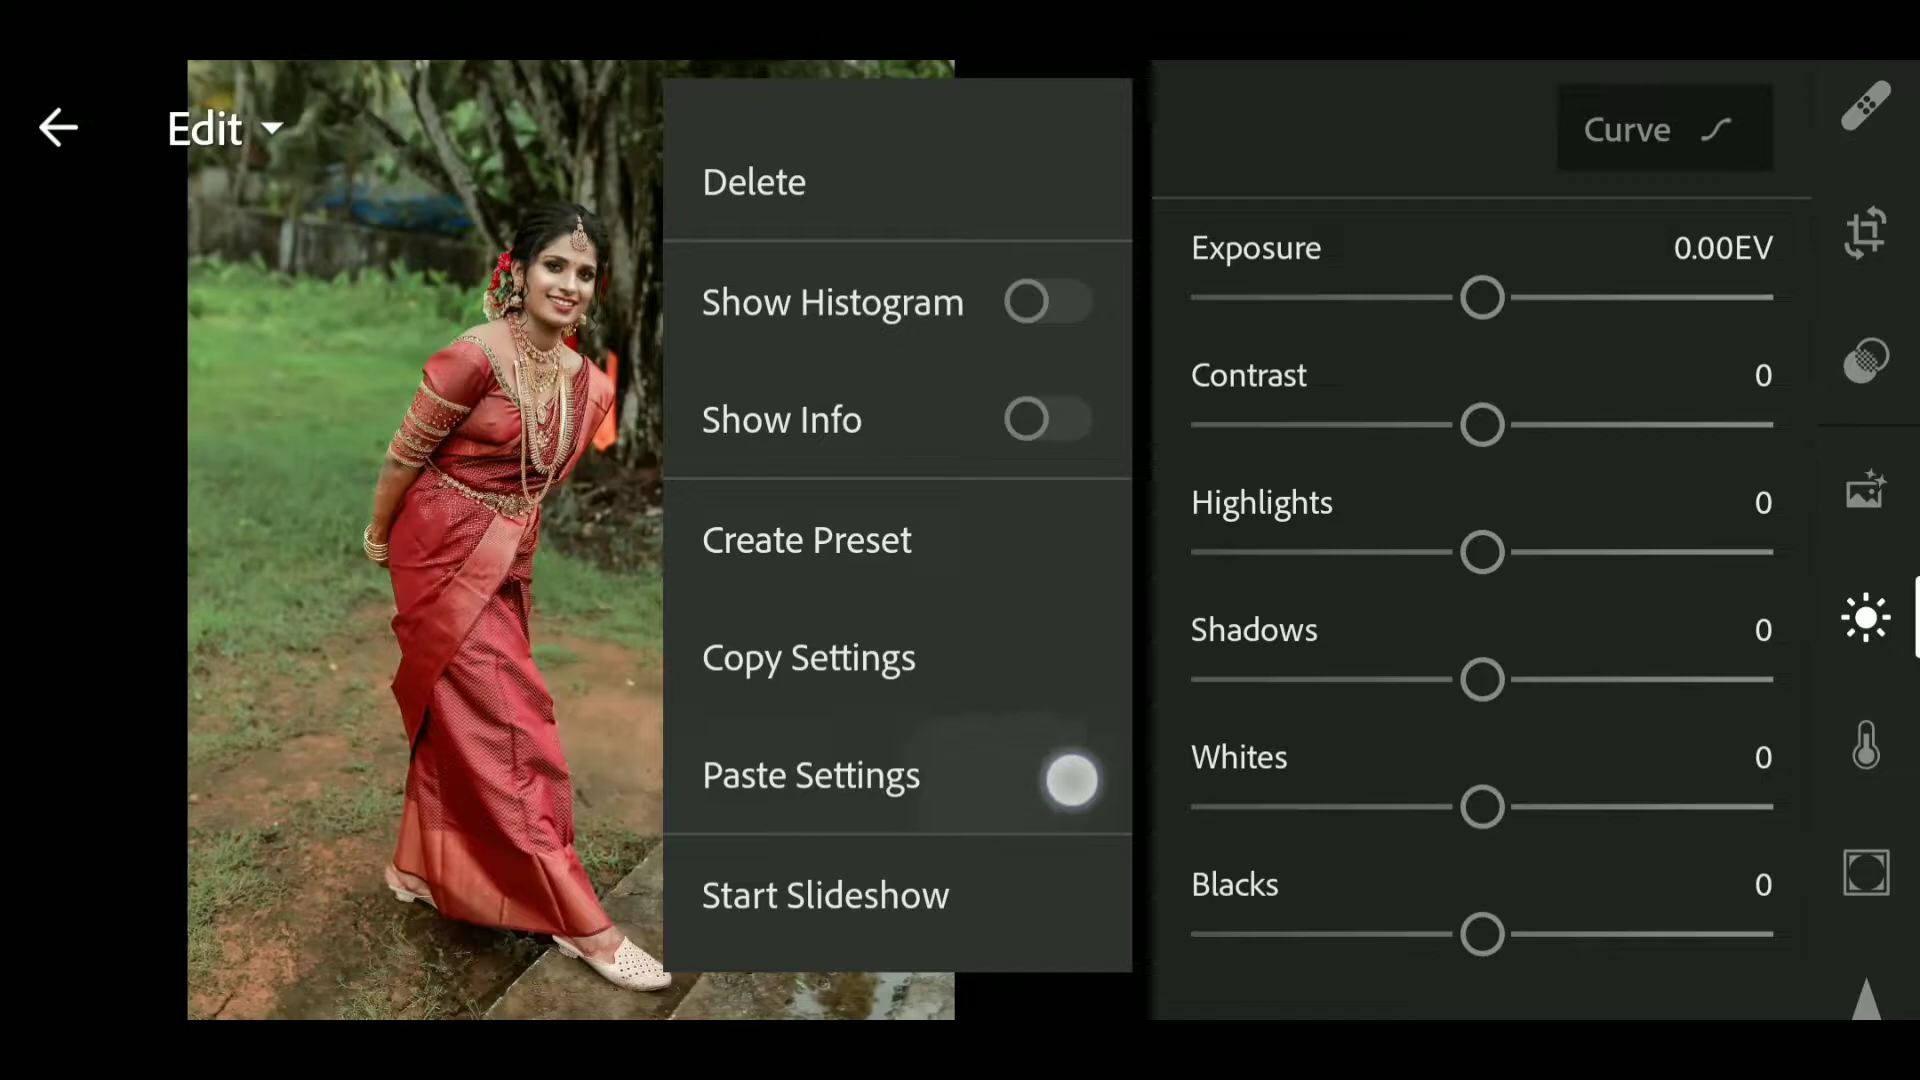 Edit
Delete
Show Histogram
Show Info
Create Preset
Copy Settings
Paste Settings
Start Slideshow
Curve
Exposure 0.00EV
Contrast 0
Highlights 0
Shadows 0
Whites 0
Blacks 0